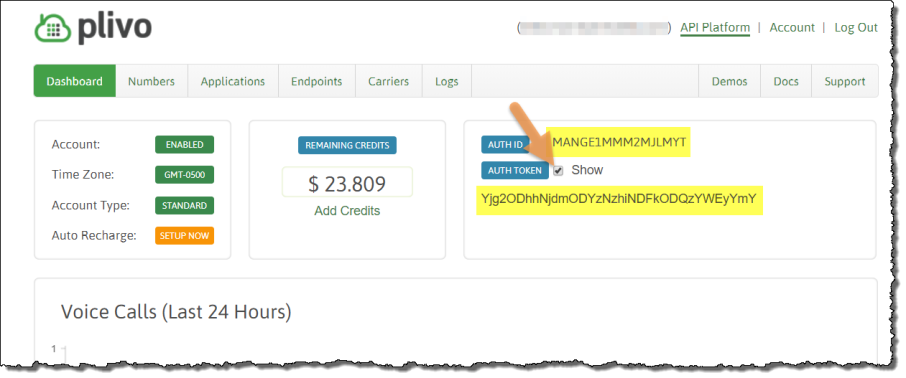 plivo
( ) API Platform | Account | Log Out
Dashboard Numbers Applications Endpoints Carriers Logs Demos Docs Support
Account: ENABLED
Time Zone: GMT-0500
Account Type: STANDARD
Auto Recharge: SETUP NOW
REMAINING CREDITS
$ 23.809
Add Credits
AUTH ID MANGE1MMM2MJLMYT
AUTH TOKEN Show
Yjg2ODhhNjdmODYzNzhiNDFkODQzYWEyYmY
Voice Calls (Last 24 Hours)
1